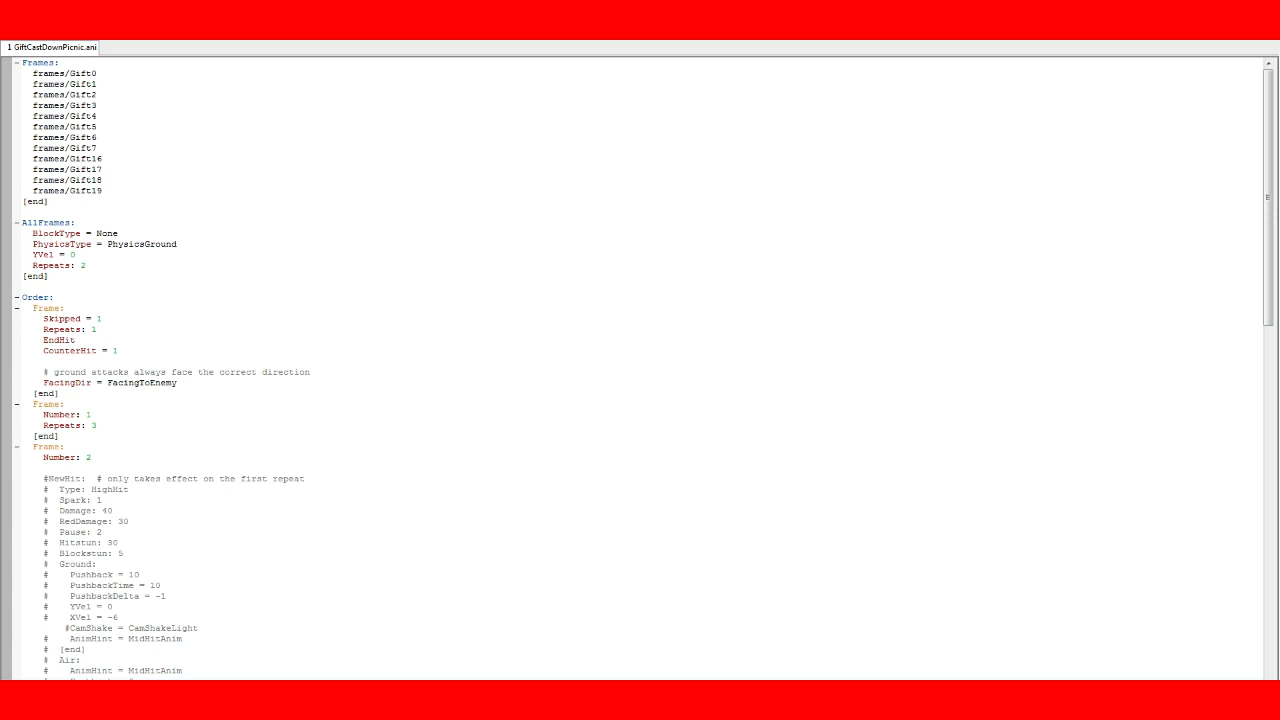 1 GiftCastDownPicnic.ani
Frames:
frames/Gift0
frames/Gift1
frames/Gift2
frames/Gift3
frames/Gift4
frames/Gift5
frames/Gift6
frames/Gift7
frames/Gift16
frames/Gift17
frames/Gift18
frames/Gift19
[end]
AllFrames:
BlockType = None
PhysicsType = PhysicsGround
YVel = 0
Repeats: 2
[end]
Order:
Frame:
Skipped = 1
Repeats: 1
EndHit
CounterHit = 1
# ground attacks always face the correct direction
FacingDir = FacingToEnemy
[end]
Frame:
Number: 1
Repeats: 3
[end]
Frame:
Number: 2
#NewHit:  # only takes effect on the first repeat
#  Type: HighHit
#  Spark: 1
#  Damage: 40
#  RedDamage: 30
#  Pause: 2
#  Hitstun: 30
#  Blockstun: 5
#  Ground:
#    Pushback = 10
#    PushbackTime = 10
#    PushbackDelta = -1
#    YVel = 0
#    XVel = -6
#CamShake = CamShakeLight
#    AnimHint = MidHitAnim
#  [end]
#  Air:
#    AnimHint = MidHitAnim